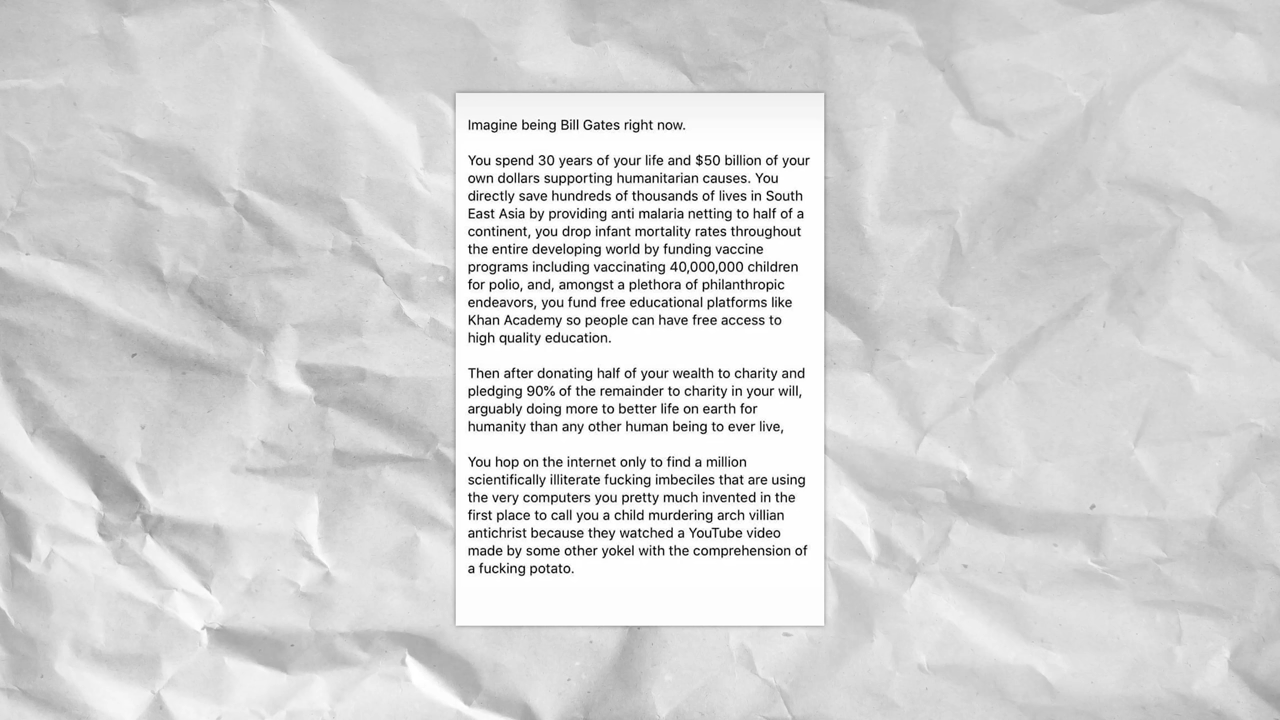 Imagine being Bill Gates right now.
You spend 30 years of your life and $50 billion of your
own dollars supporting humanitarian causes. You
directly save hundreds of thousands of lives in South
East Asia by providing anti malaria netting to half of a
continent, you drop infant mortality rates throughout
the entire developing world by funding vaccine
programs including vaccinating 40,000,000 children
for polio, and, amongst a plethora of philanthropic
endeavors, you fund free educational platforms like
Khan Academy so people can have free access to
high quality education.
Then after donating half of your wealth to charity and
pledging 90% of the remainder to charity in your will,
arguably doing more to better life on earth for
humanity than any other human being to ever live,
You hop on the internet only to find a million
scientifically illiterate fucking imbeciles that are using
the very computers you pretty much invented in the
first place to call you a child murdering arch villian
antichrist because they watched a YouTube video
made by some other yokel with the comprehension of
a fucking potato.